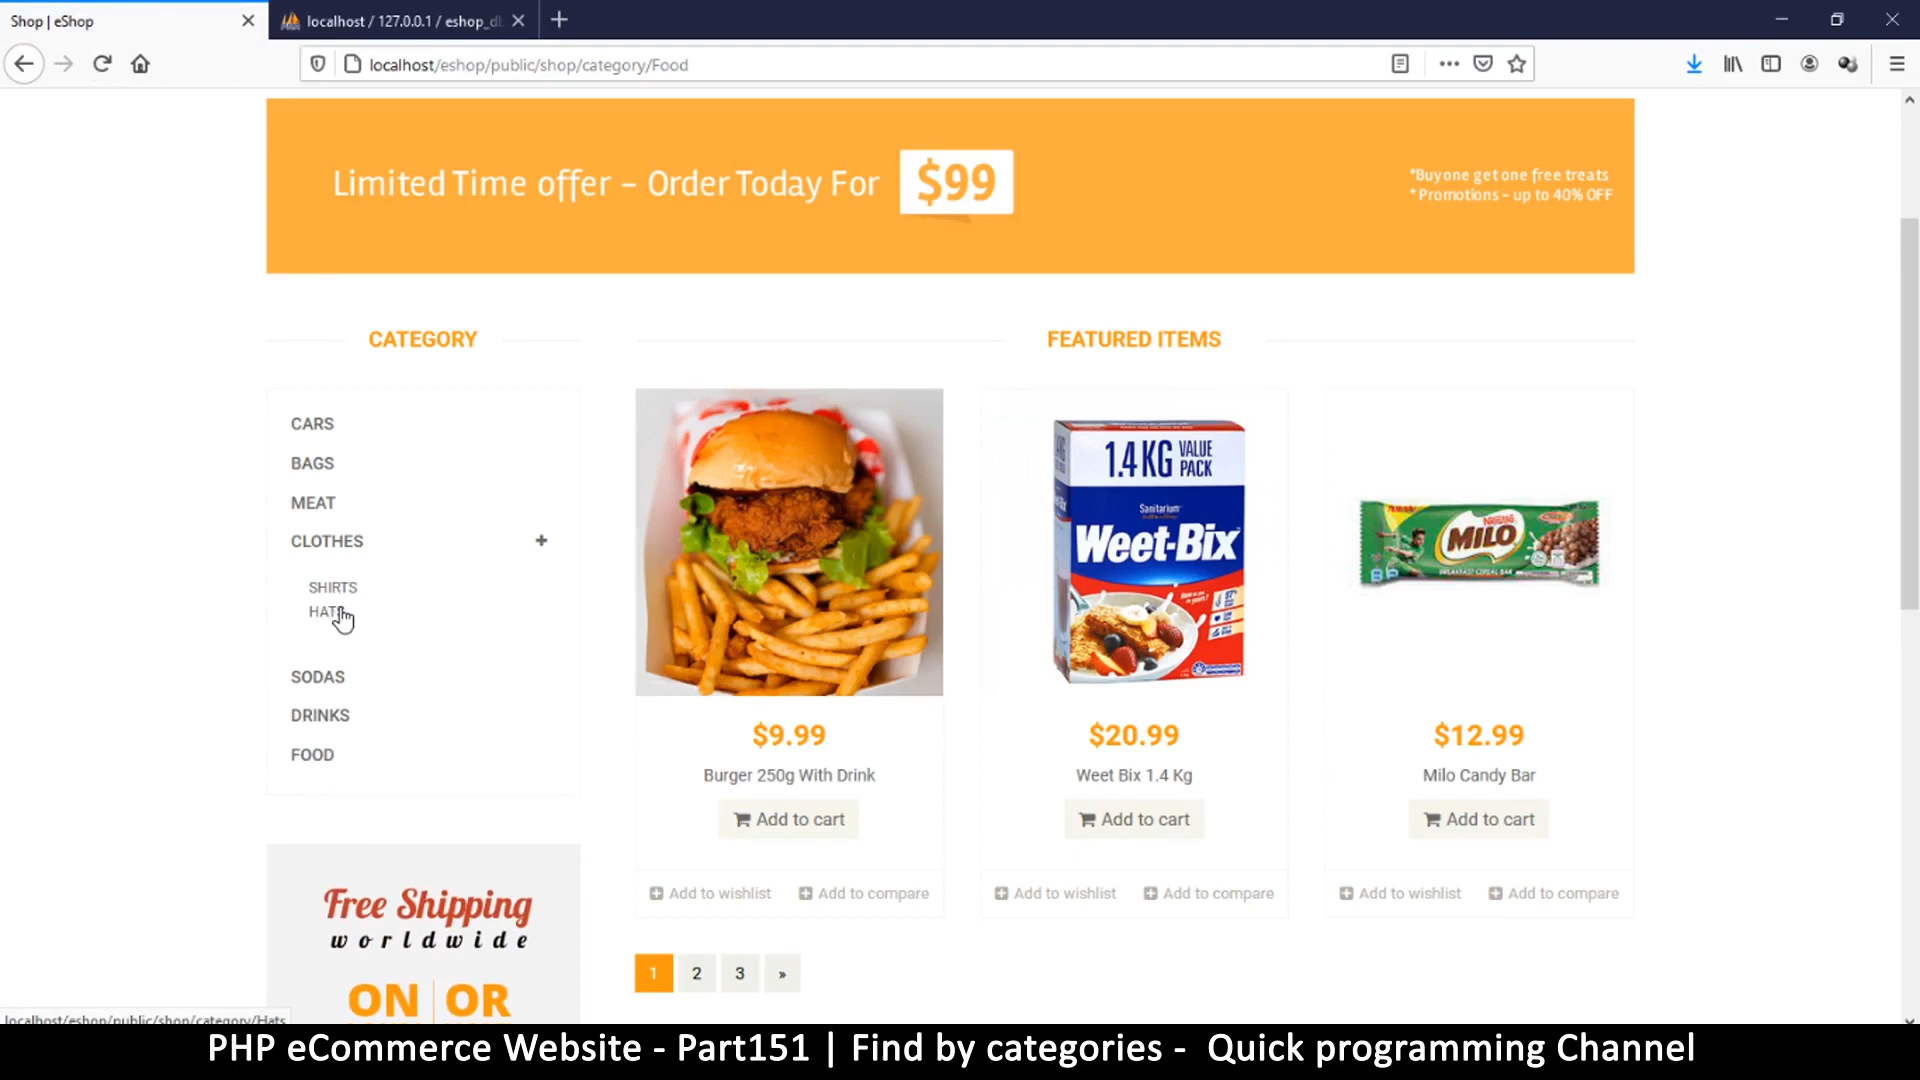 Shop | eShop
localhost / 127.0.0.1 / eshop_d
localhost/eshop/public/shop/category/Food
Limited Time offer – Order Today For $99
*Buy one get one free treats
* Promotions – up to 40% OFF
CATEGORY
CARS
BAGS
MEAT
CLOTHES
SHIRTS
HATS
SODAS
DRINKS
FOOD
Free Shipping
worldwide
ON OR
FEATURED ITEMS
1.4 KG VALUE PACK
Sanitarium
Weet-Bix
NESTLE
MILO
BREAKFAST CEREAL BAR
$9.99
Burger 250g With Drink
Add to cart
Add to wishlist Add to compare
$20.99
Weet Bix 1.4 Kg
Add to cart
Add to wishlist Add to compare
$12.99
Milo Candy Bar
Add to cart
Add to wishlist Add to compare
1 2 3 »
localhost/eshop/public/shop/category/Hats
PHP eCommerce Website - Part151 | Find by categories - Quick programming Channel